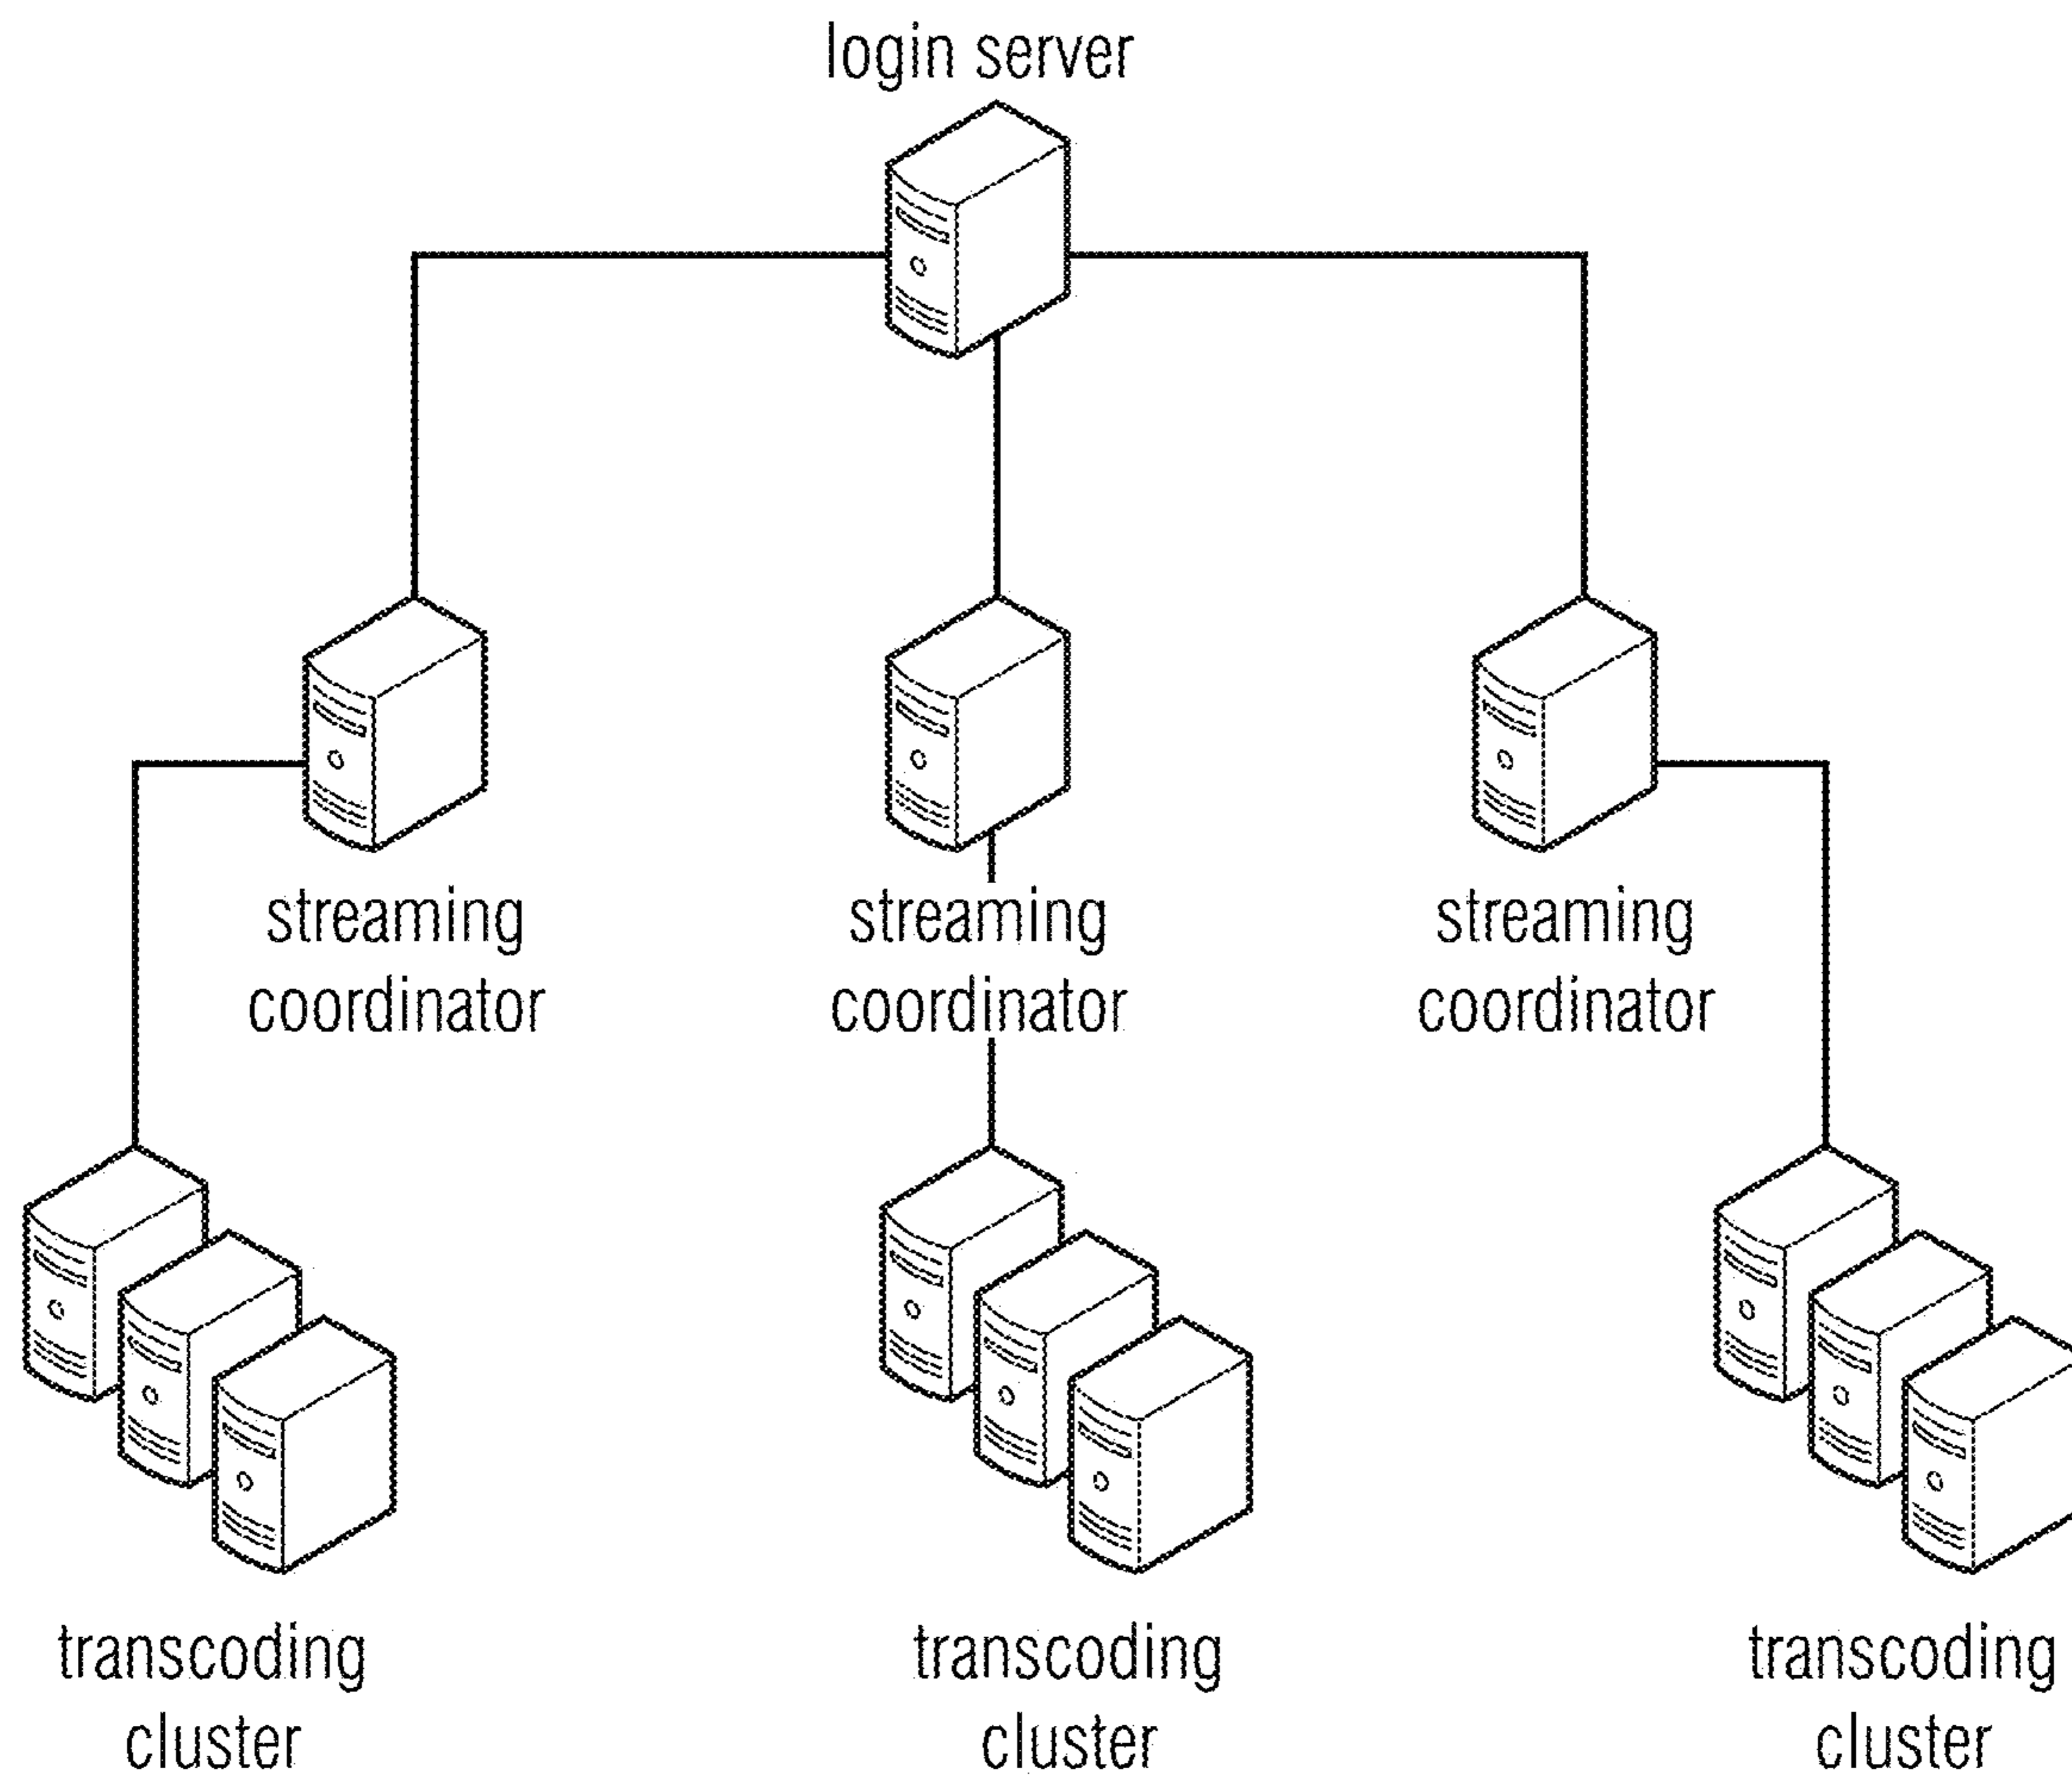 login server
streaming
coordinator
streaming
coordinator
streaming
coordinator
transcoding
cluster
transcoding
cluster
transcoding
cluster